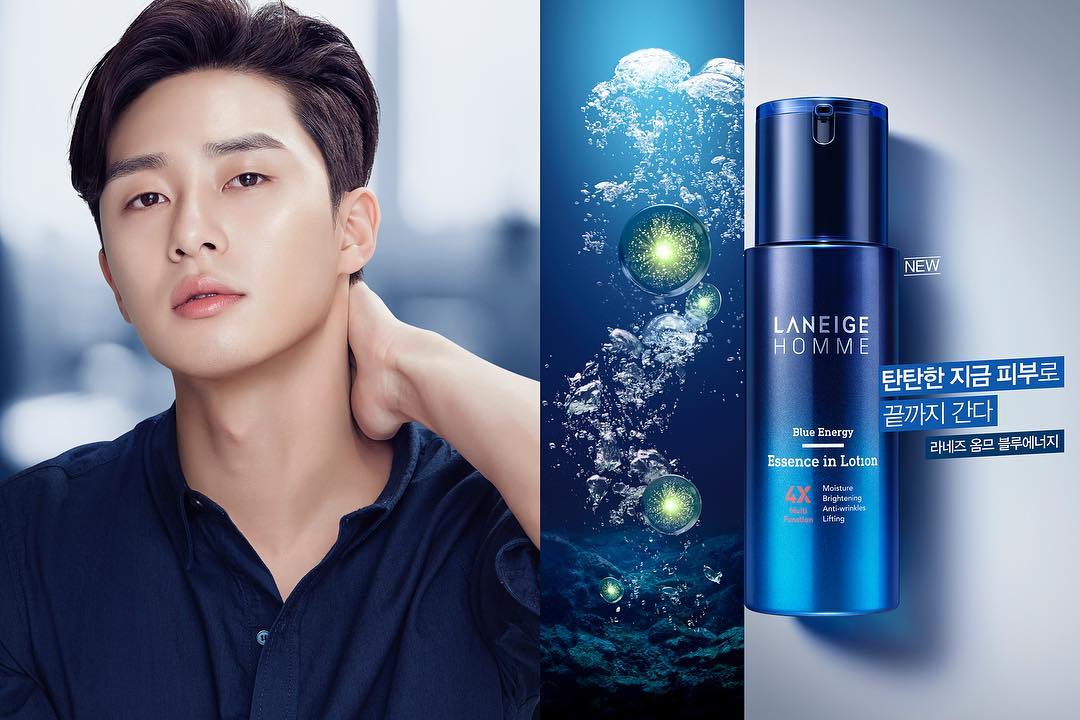 NEW
LANEIGE
HOMME
탄탄한 지금 피부로
끝까지 간다
라네즈 옴므 블루에너지
Blue Energy
Essence in Lotion
4X
Multi
Function
Moisture
Brightening
Anti-wrinkles
Lifting